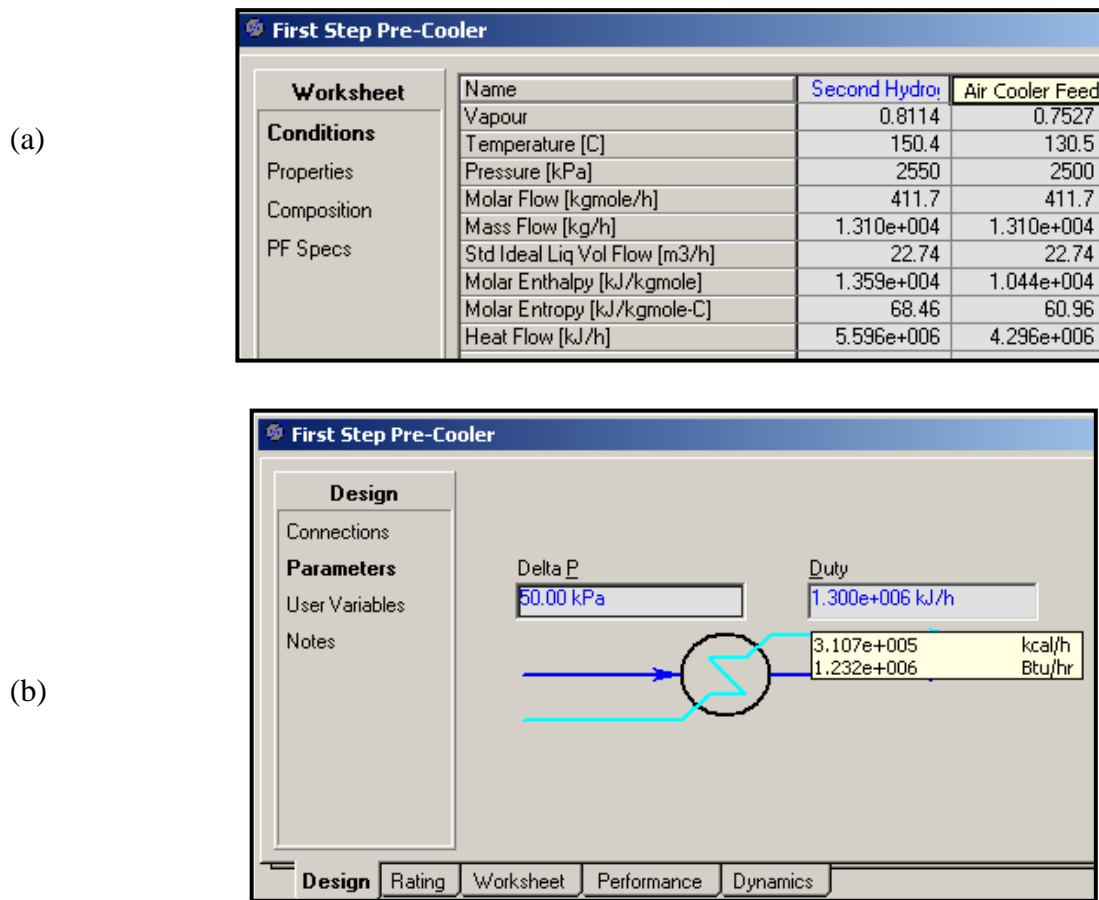 (a)
First Step Pre-Cooler
Worksheet
Conditions
Properties
Composition
PF Specs
Name Second Hydro Air Cooler Feed
Vapour 0.8114 0.7527
Temperature [C] 150.4 130.5
Pressure [kPa] 2550 2500
Molar Flow [kgmole/h] 411.7 411.7
Mass Flow [kg/h] 1.310e+004 1.310e+004
Std Ideal Liq Vol Flow [m3/h] 22.74 22.74
Molar Enthalpy [kJ/kgmole] 1.359e+004 1.044e+004
Molar Entropy [kJ/kgmole-C] 68.46 60.96
Heat Flow [kJ/h] 5.596e+006 4.296e+006
(b)
First Step Pre-Cooler
Design
Connections
Parameters
User Variables
Notes
Delta P
50.00 kPa
Duty
1.300e+006 kJ/h
3.107e+005 kcal/h
1.232e+006 Btu/hr
Design Rating Worksheet Performance Dynamics